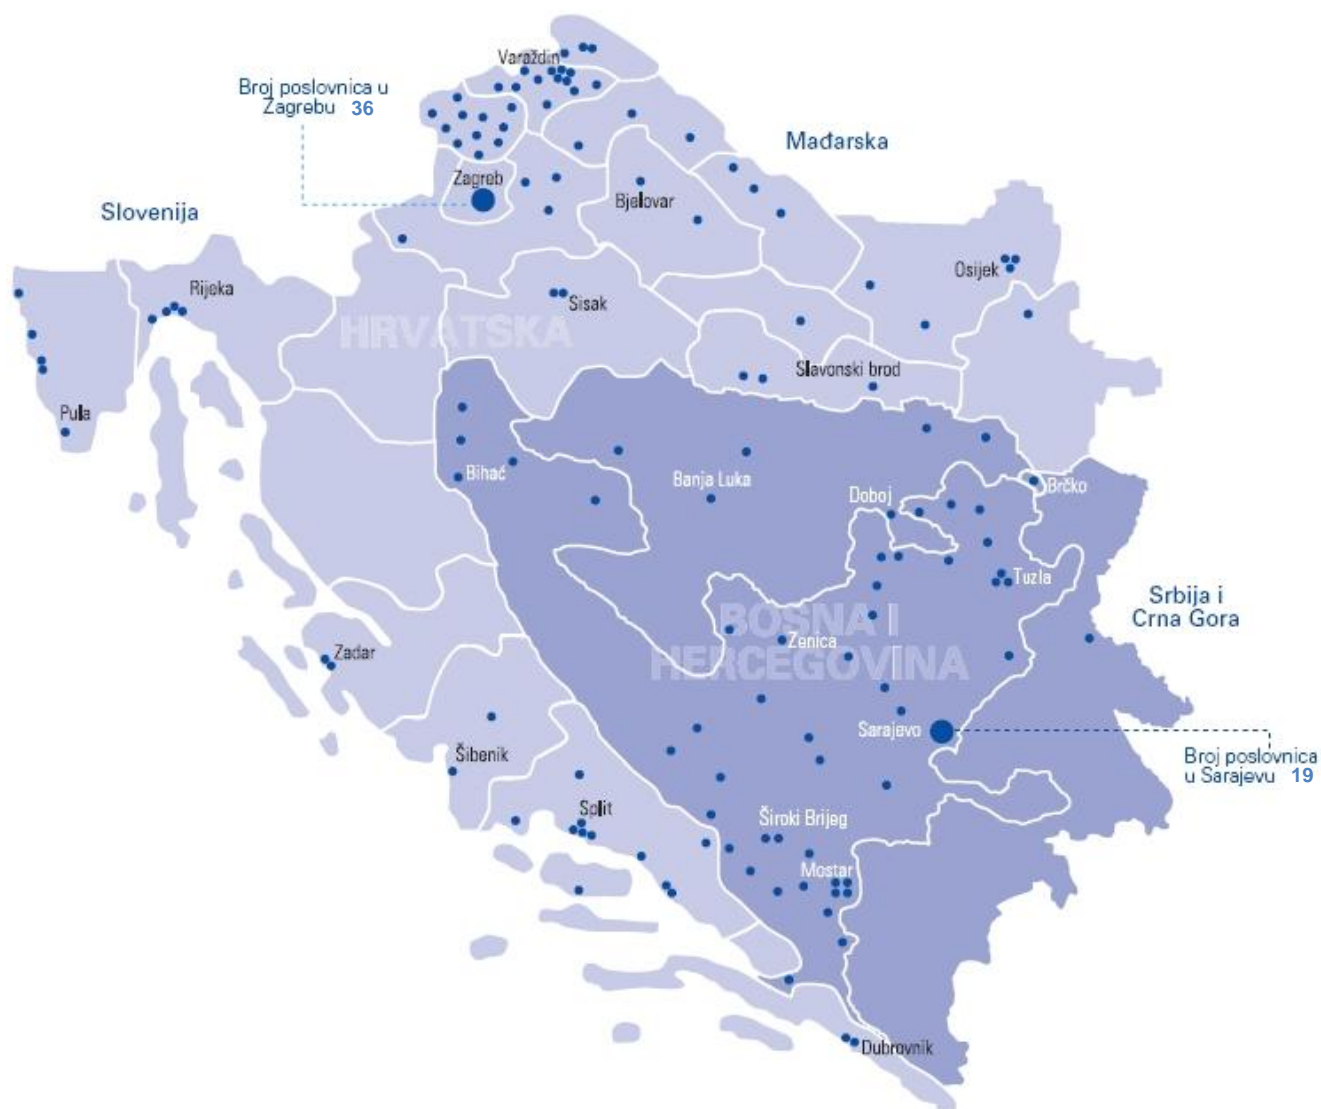 Varaždin
Broj poslovnica u
Zagrebu 36
Mađarska
Zagreb
Bjelovar
Slovenija
Osijek
Rijeka
Sisak
HRVATSKA
Slavonski brod
Pula
Bihać
Banja Luka
Doboj
Brčko
Tuzla
Srbija i
Crna Gora
BOSNA I
HERCEGOVINA
Zenica
Zadar
Sarajevo
Šibenik
Broj poslovnica
u Sarajevu 19
Split
Široki Brijeg
Mostar
Dubrovnik